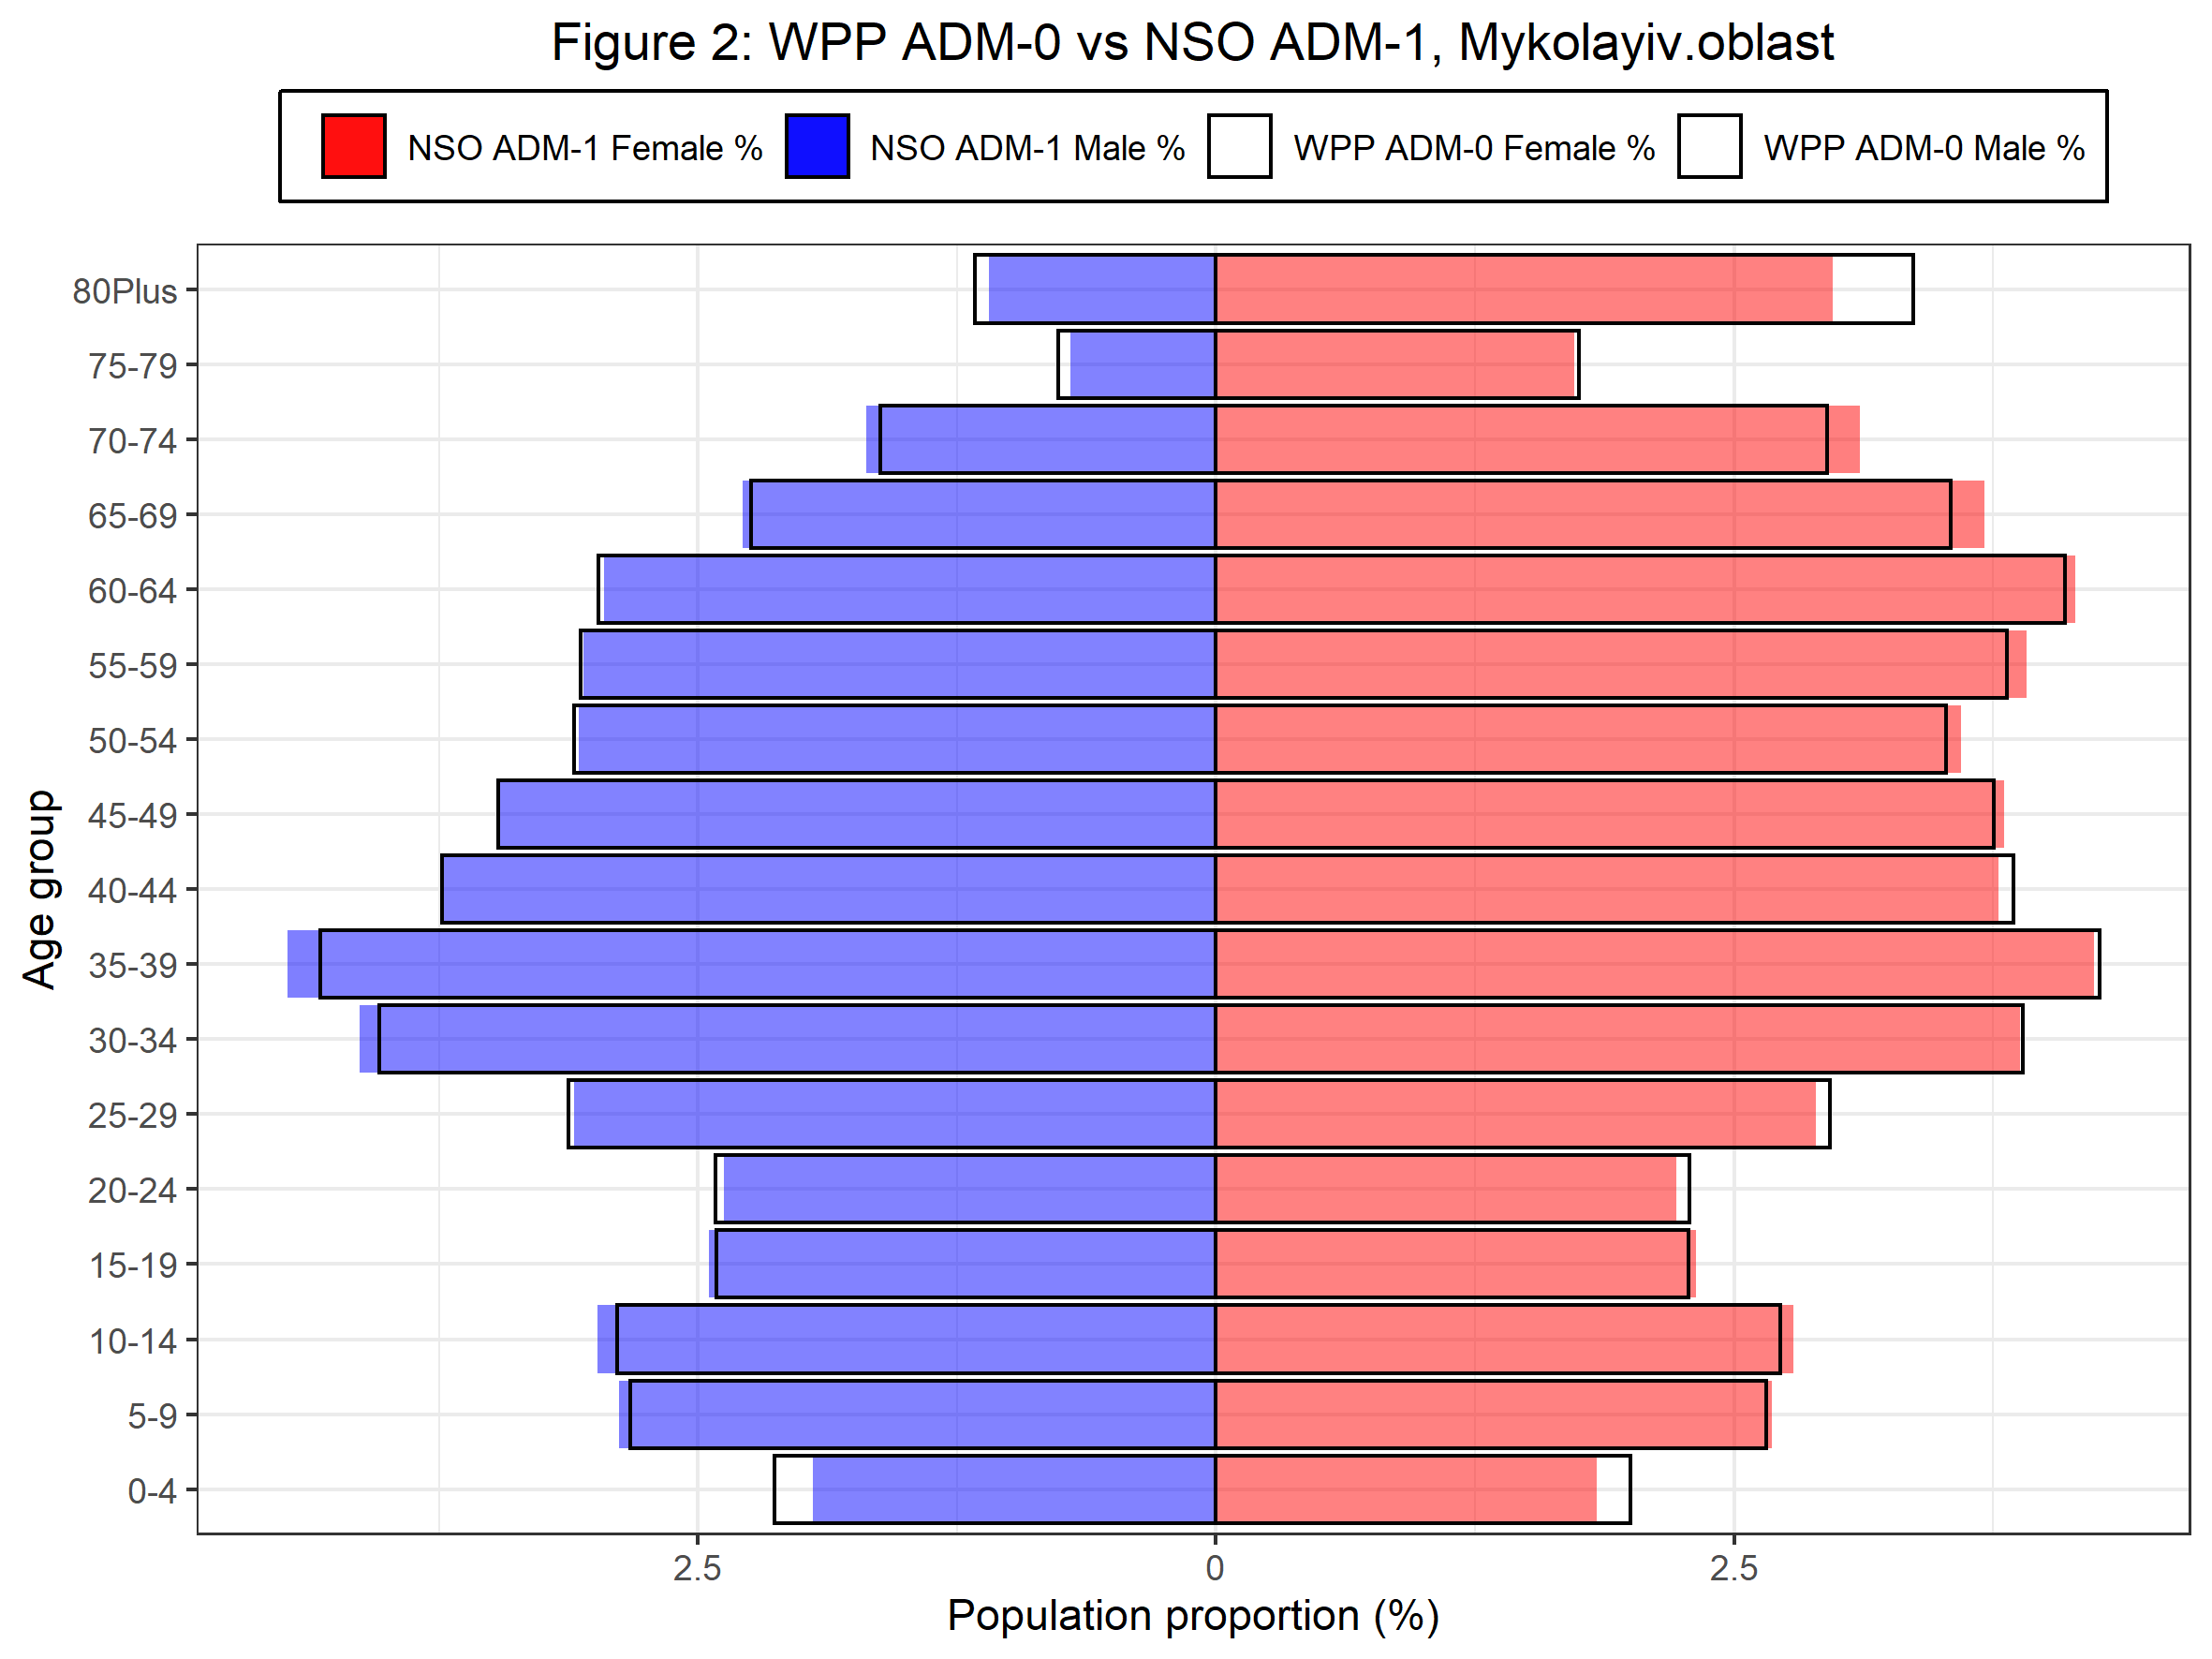 Figure 2: WPP ADM-0 vs NSO ADM-1, Mykolayiv.oblast
NSO ADM-1 Female %
NSO ADM-1 Male %
WPP ADM-0 Female %
WPP ADM-0 Male %
80Plus
75-79
70-74
65-69
60-64
55-59
50-54
45-49
40-44
35-39
30-34
25-29
20-24
15-19
10-14
5-9
0-4
Age group
2.5
0
2.5
Population proportion (%)